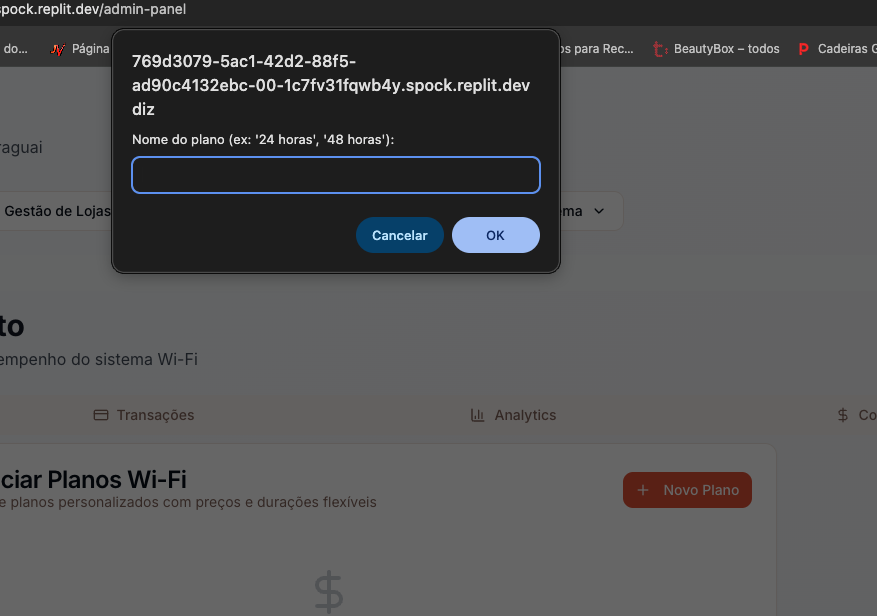 spock.replit.dev/admin-panel
do...
Página
os para Rec...
BeautyBox – todos
Cadeiras G
769d3079-5ac1-42d2-88f5-
ad90c4132ebc-00-1c7fv31fqwb4y.spock.replit.dev
diz
Nome do plano (ex: '24 horas', '48 horas'):
Cancelar
OK
aguai
Gestão de Lojas
ema
to
empenho do sistema Wi-Fi
Transações
Analytics
$ Co
ciar Planos Wi-Fi
e planos personalizados com preços e durações flexíveis
+ Novo Plano
$